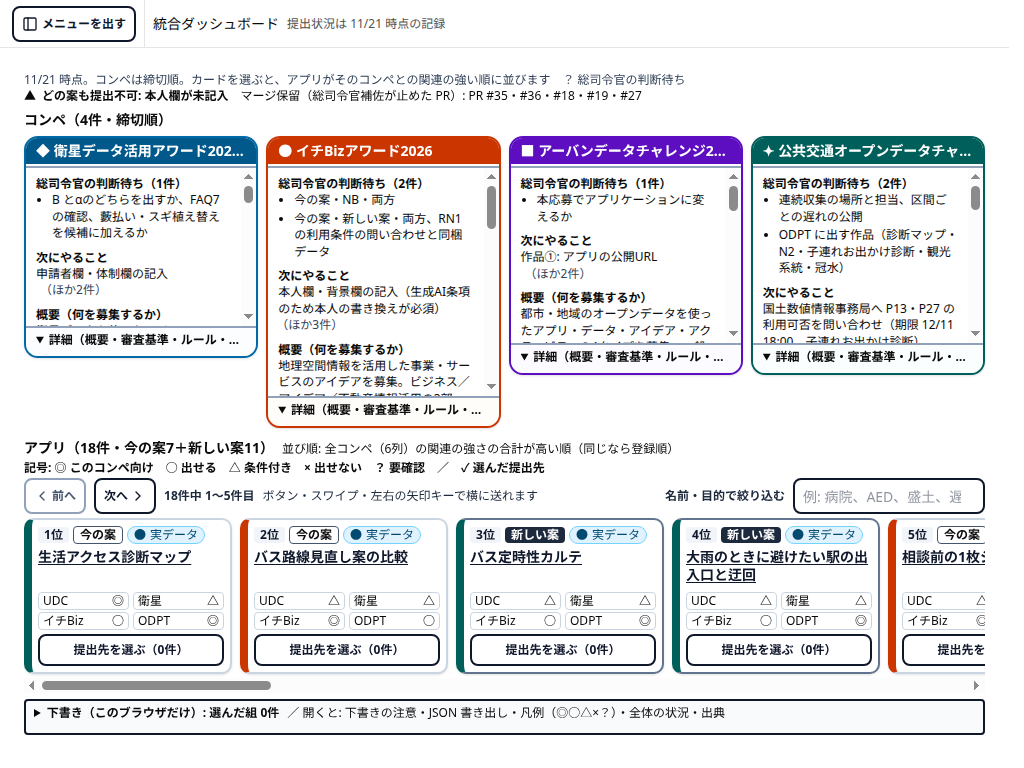 メニューを出す
統合ダッシュボード 提出状況は 11/21 時点の記録
11/21 時点。コンペは締切順。カードを選ぶと、アプリがそのコンペとの関連の強い順に並びます ？総司令官の判断待ち
▲ どの案も提出不可: 本人欄が未記入 マージ保留（総司令官補佐が止めた PR）: PR #35・#36・#18・#19・#27
コンペ（4件・締切順）
◆ 衛星データ活用アワード202…
総司令官の判断待ち（1件）
• B とαのどちらを出すか、FAQ7
の確認、藪払い・スギ植え替え
を候補に加えるか
次にやること
申請者欄・体制欄の記入
（ほか2件）
概要（何を募集するか）
▼ 詳細（概要・審査基準・ルール・…
● イチBizアワード2026
総司令官の判断待ち（2件）
• 今の案・NB・両方
• 今の案・新しい案・両方、RN1
の利用条件の問い合わせと同梱
データ
次にやること
本人欄・背景欄の記入（生成AI条項
のため本人の書き換えが必須）
（ほか3件）
概要（何を募集するか）
地理空間情報を活用した事業・サー
ビスのアイデアを募集。ビジネス／
▼ 詳細（概要・審査基準・ルール・…
■ アーバンデータチャレンジ2…
総司令官の判断待ち（1件）
• 本応募でアプリケーションに変
えるか
次にやること
作品①: アプリの公開URL
（ほか2件）
概要（何を募集するか）
都市・地域のオープンデータを使っ
たアプリ・データ・アイデア・アク
▼ 詳細（概要・審査基準・ルール・…
✦ 公共交通オープンデータチャ…
総司令官の判断待ち（2件）
• 連続収集の場所と担当、区間ご
との遅れの公開
• ODPT に出す作品（診断マップ・
N2・子連れお出かけ診断・観光
系統・冠水）
次にやること
国土数値情報事務局へ P13・P27 の
利用可否を問い合わせ（期限 12/11
18:00、子連れお出かけ診断）
▼ 詳細（概要・審査基準・ルール・…
アプリ（18件・今の案7＋新しい案11） 並び順: 全コンペ（6列）の関連の強さの合計が高い順（同じなら登録順）
記号: ◎ このコンペ向け ○ 出せる △ 条件付き × 出せない ？ 要確認 ／ ✓ 選んだ提出先
前へ
次へ
18件中 1〜5件目 ボタン・スワイプ・左右の矢印キーで横に送れます
名前・目的で絞り込む
例: 病院、AED、盛土、遅
1位 今の案 ● 実データ
生活アクセス診断マップ
UDC ◎ 衛星 △
イチBiz ○ ODPT ◎
提出先を選ぶ（0件）
2位 今の案 ● 実データ
バス路線見直し案の比較
UDC △ 衛星 △
イチBiz ◎ ODPT ○
提出先を選ぶ（0件）
3位 新しい案 ● 実データ
バス定時性カルテ
UDC △ 衛星 △
イチBiz ○ ODPT ◎
提出先を選ぶ（0件）
4位 新しい案 ● 実データ
大雨のときに避けたい駅の出
入口と迂回
UDC △ 衛星 △
イチBiz ○ ODPT ◎
提出先を選ぶ（0件）
5位 今の案
相談前の1枚
UDC
イチBiz
提出先を
▶ 下書き（このブラウザだけ）: 選んだ組 0件 ／ 開くと: 下書きの注意・JSON 書き出し・凡例（◎○△×？）・全体の状況・出典